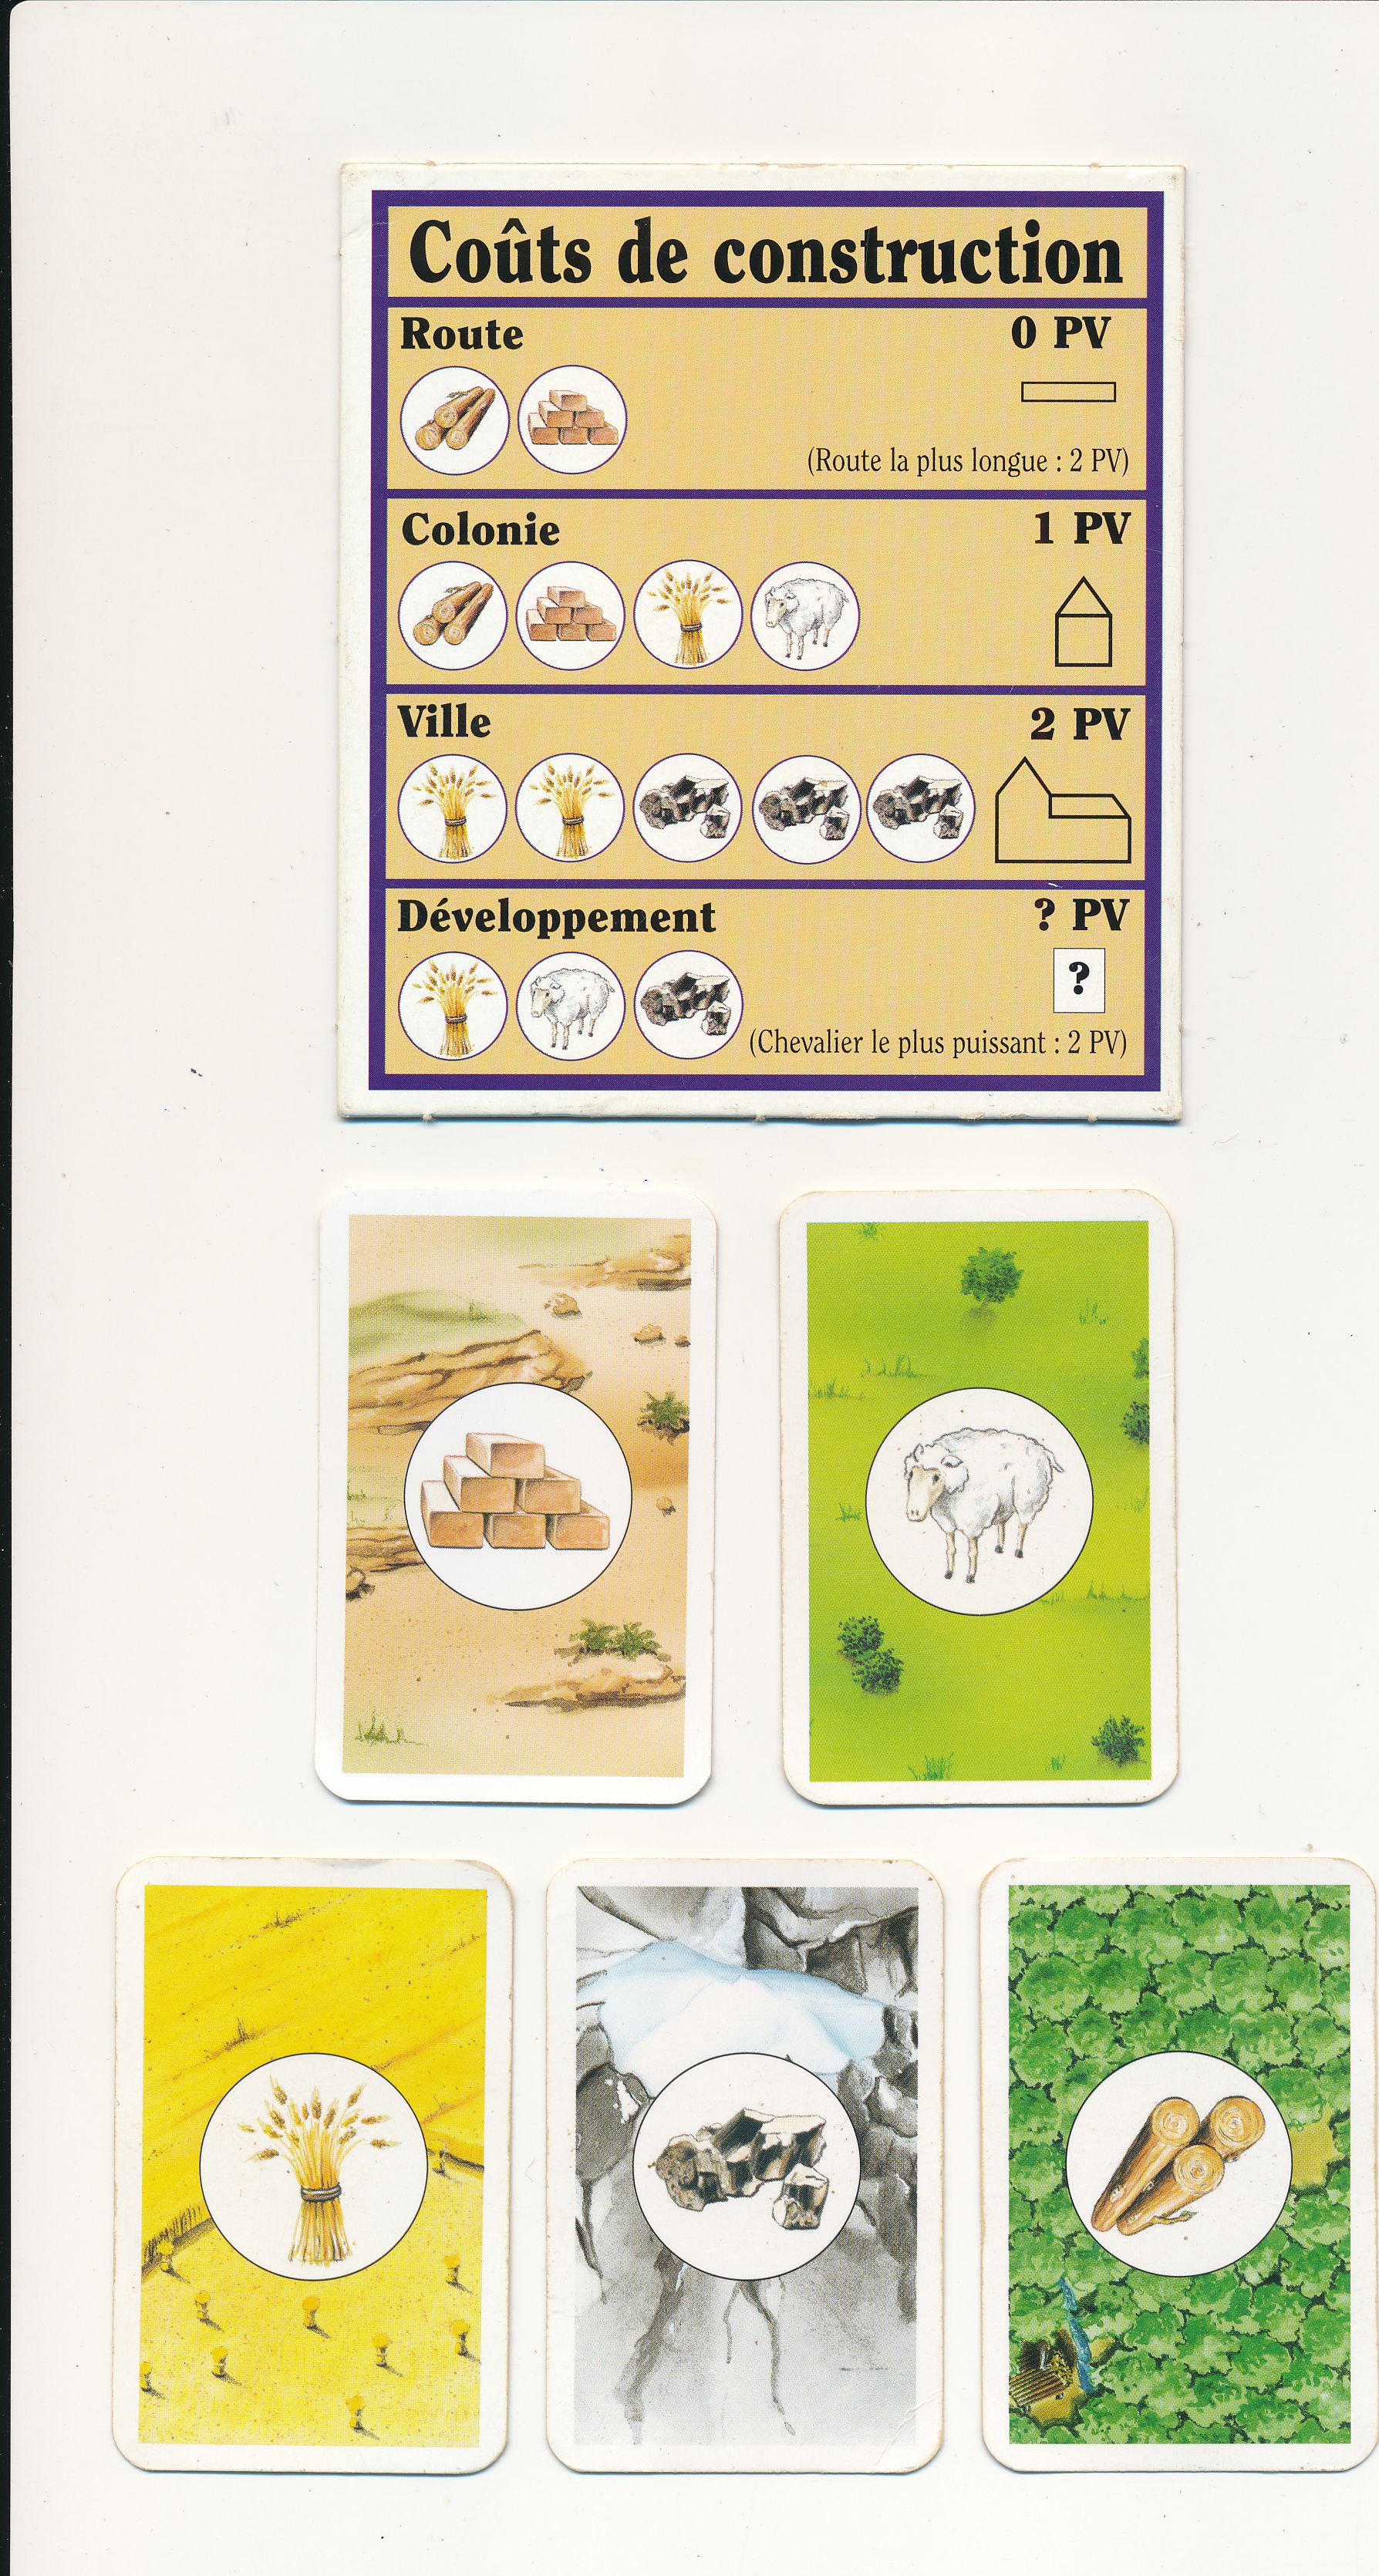 Coûts de construction
Route 0 PV
(Route la plus longue : 2 PV)
Colonie 1 PV
Ville 2 PV
Développement ? PV
?
(Chevalier le plus puissant : 2 PV)